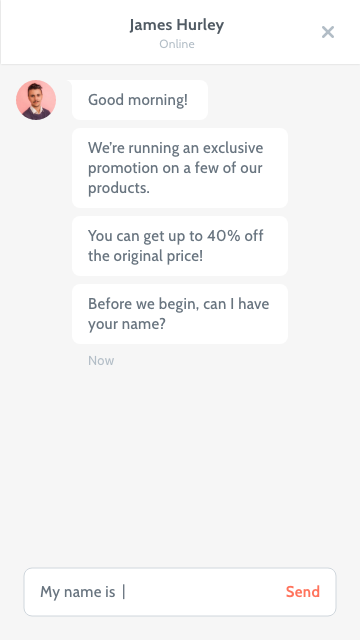 James Hurley
Online
Good morning!
We're running an exclusive
promotion on a few of our
products.
You can get up to 40% off
the original price!
Before we begin, can I have
your name?
Now
My name is
Send